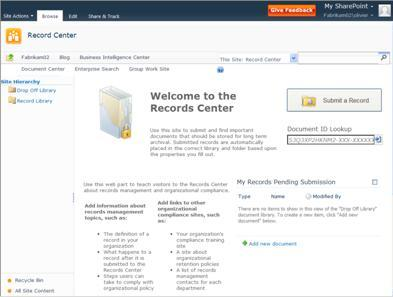 Site Actions
Browse
Edit
Share & Track
Give Feedback
My SharePoint
Fabrikam02\olivier
Record Center
Fabrikam02
Blog
Business Intelligence Center
This Site: Record Center
Document Center
Enterprise Search
Group Work Site
Site Hierarchy
Drop Off Library
Record Library
Welcome to the
Records Center
Use this site to submit and find important
documents that should be stored for long term
archival. Submitted records are automatically
placed in the correct library and folder based upon
the properties you fill out.
Submit a Record
Document ID Lookup
Use this web part to teach visitors to the Records Center
about records management and organizational compliance.
Add information about
records management
topics, such as:
• The definition of a
record in your
organization
• What happens to a
record after it is
submitted to the
Records Center
• Steps users can
take to comply with
organizational policy
Add links to other
organizational
compliance sites, such
as:
• Your organization's
compliance training
site
• A site about
organizational
retention policies
• A list of records
management
contacts for each
department
My Records Pending Submission
Type
Name
Modified By
There are no items to show in this view of the "Drop Off Library"
document library. To create a new item, click "Add new
document" below.
Add new document
Recycle Bin
All Site Content